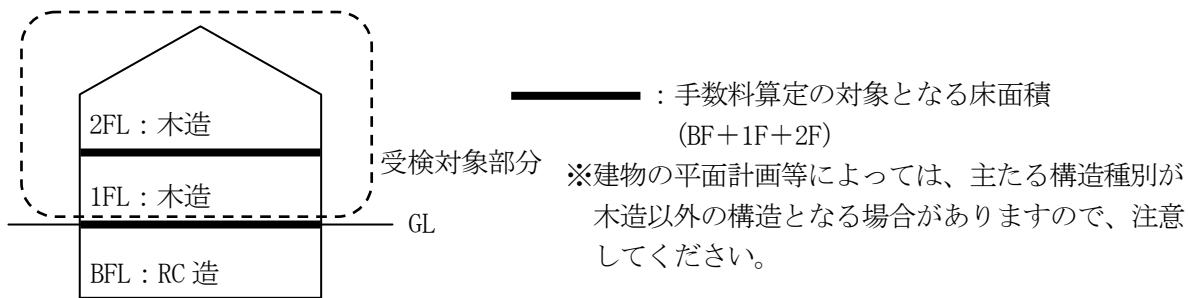 2FL：木造
1FL：木造
BFL：RC 造
受検対象部分
GL
：手数料算定の対象となる床面積
(BF＋1F＋2F)
※建物の平面計画等によっては、主たる構造種別が
木造以外の構造となる場合がありますので、注意
してください。